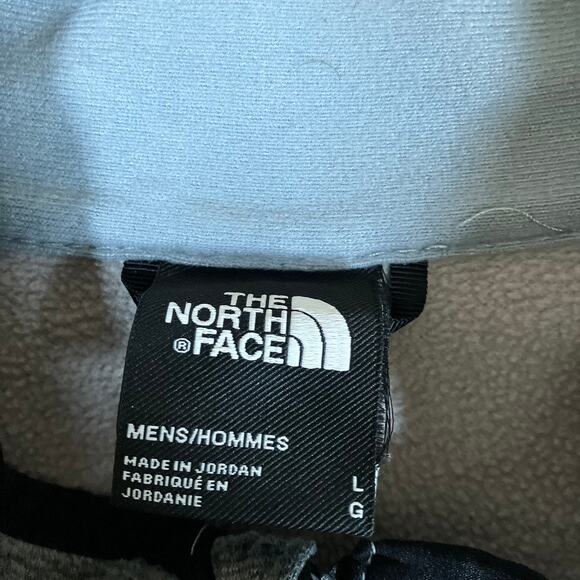 THE
NORTH
® FACE
MENS/HOMMES
MADE IN JORDAN
FABRIQUÉ EN
JORDANIE
L
G